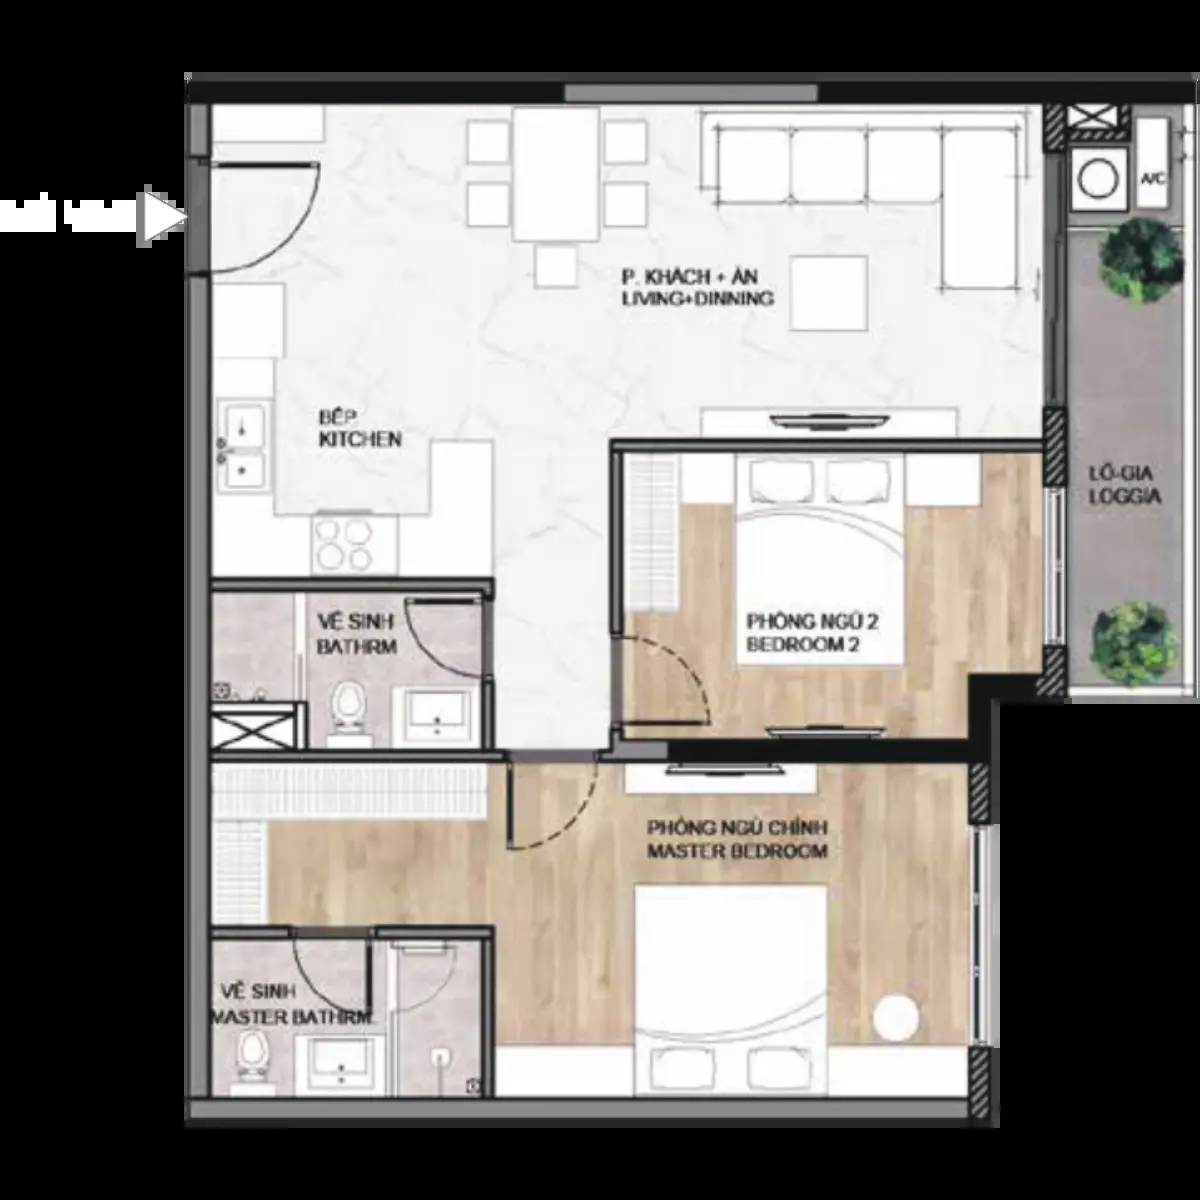 A/C
P. KHÁCH + ĂN
LIVING+DINNING
BẾP
KITCHEN
LÔ-GIA
LOGGIA
VỆ SINH
BATHRM
PHÒNG NGỦ 2
BEDROOM 2
PHÒNG NGỦ CHÍNH
MASTER BEDROOM
VỆ SINH
MASTER BATHRM